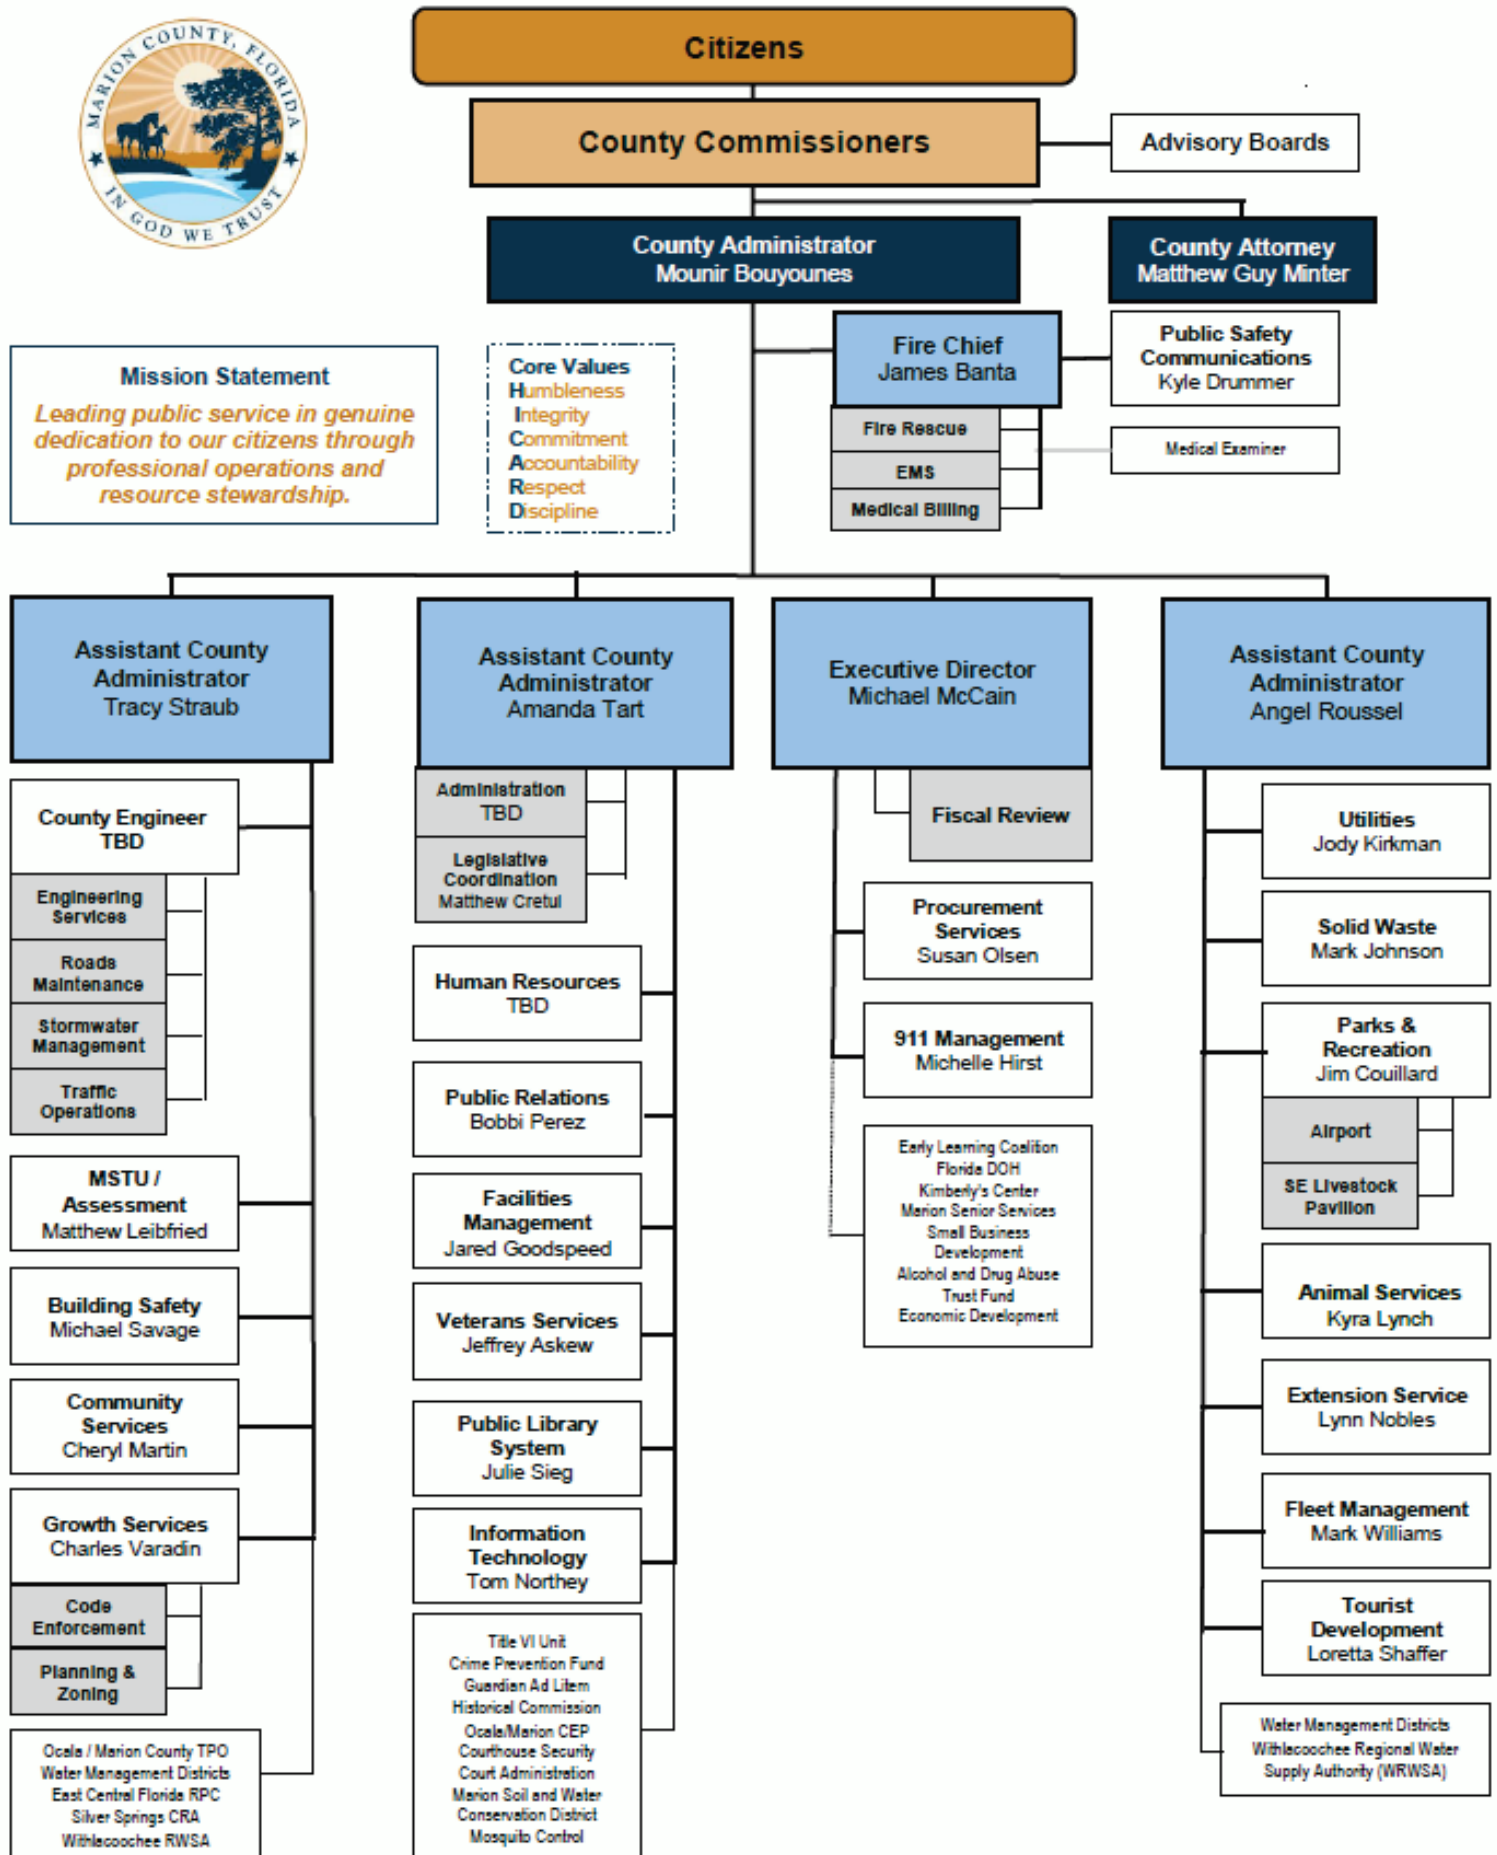 MARION COUNTY, FLORIDA
IN GOD WE TRUST
Citizens
County Commissioners
Advisory Boards
County Administrator
Mounir Bouyounes
County Attorney
Matthew Guy Minter
Fire Chief
James Banta
Public Safety
Communications
Kyle Drummer
Fire Rescue
EMS
Medical Billing
Medical Examiner
Mission Statement
Leading public service in genuine
dedication to our citizens through
professional operations and
resource stewardship.
Core Values
Humbleness
Integrity
Commitment
Accountability
Respect
Discipline
Assistant County
Administrator
Tracy Straub
County Engineer
TBD
Engineering
Services
Roads
Maintenance
Stormwater
Management
Traffic
Operations
MSTU /
Assessment
Matthew Leibfried
Building Safety
Michael Savage
Community
Services
Cheryl Martin
Growth Services
Charles Varadin
Code
Enforcement
Planning &
Zoning
Ocala / Marion County TPO
Water Management Districts
East Central Florida RPC
Silver Springs CRA
Withlacoochee RWSA
Assistant County
Administrator
Amanda Tart
Administration
TBD
Legislative
Coordination
Matthew Cretul
Human Resources
TBD
Public Relations
Bobbi Perez
Facilities
Management
Jared Goodspeed
Veterans Services
Jeffrey Askew
Public Library
System
Julie Sieg
Information
Technology
Tom Northey
Title VI Unit
Crime Prevention Fund
Guardian Ad Litem
Historical Commission
Ocala/Marion CEP
Courthouse Security
Court Administration
Marion Soil and Water
Conservation District
Mosquito Control
Executive Director
Michael McCain
Fiscal Review
Procurement
Services
Susan Olsen
911 Management
Michelle Hirst
Early Learning Coalition
Florida DOH
Kimberly's Center
Marion Senior Services
Small Business
Development
Alcohol and Drug Abuse
Trust Fund
Economic Development
Assistant County
Administrator
Angel Roussel
Utilities
Jody Kirkman
Solid Waste
Mark Johnson
Parks &
Recreation
Jim Couillard
Airport
SE Livestock
Pavilion
Animal Services
Kyra Lynch
Extension Service
Lynn Nobles
Fleet Management
Mark Williams
Tourist
Development
Loretta Shaffer
Water Management Districts
Withlacoochee Regional Water
Supply Authority (WRWSA)